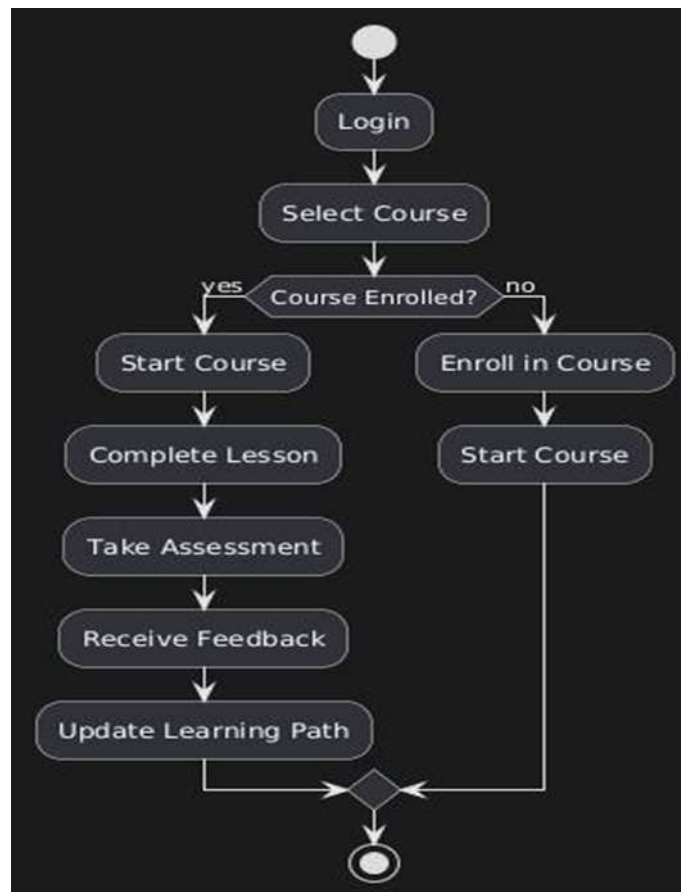 Login
Select Course
yes
Course Enrolled?
no
Start Course
Enroll in Course
Complete Lesson
Start Course
Take Assessment
Receive Feedback
Update Learning Path